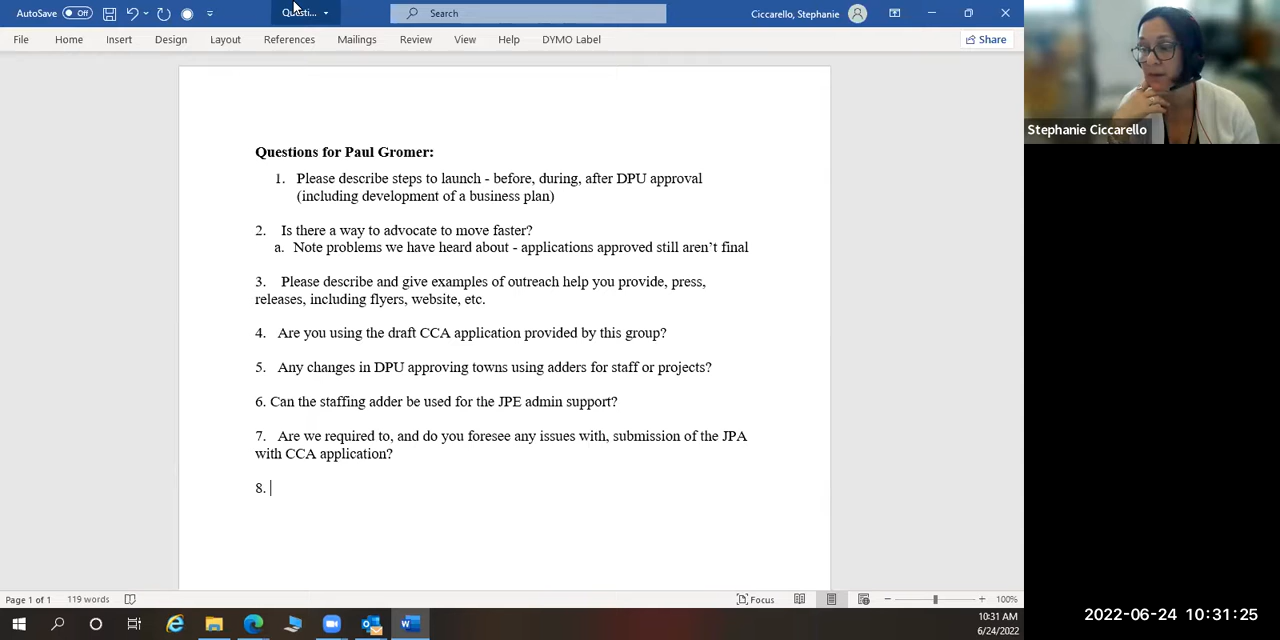 AutoSave Off Questi... Search Ciccarello, Stephanie
File Home Insert Design Layout References Mailings Review View Help DYMO Label Share
Stephanie Ciccarello
Questions for Paul Gromer:
1. Please describe steps to launch - before, during, after DPU approval
(including development of a business plan)
2. Is there a way to advocate to move faster?
a. Note problems we have heard about - applications approved still aren't final
3. Please describe and give examples of outreach help you provide, press,
releases, including flyers, website, etc.
4. Are you using the draft CCA application provided by this group?
5. Any changes in DPU approving towns using adders for staff or projects?
6. Can the staffing adder be used for the JPE admin support?
7. Are we required to, and do you foresee any issues with, submission of the JPA
with CCA application?
8.
Page 1 of 1 119 words Focus 100%
10:31 AM
6/24/2022
2022-06-24 10:31:25